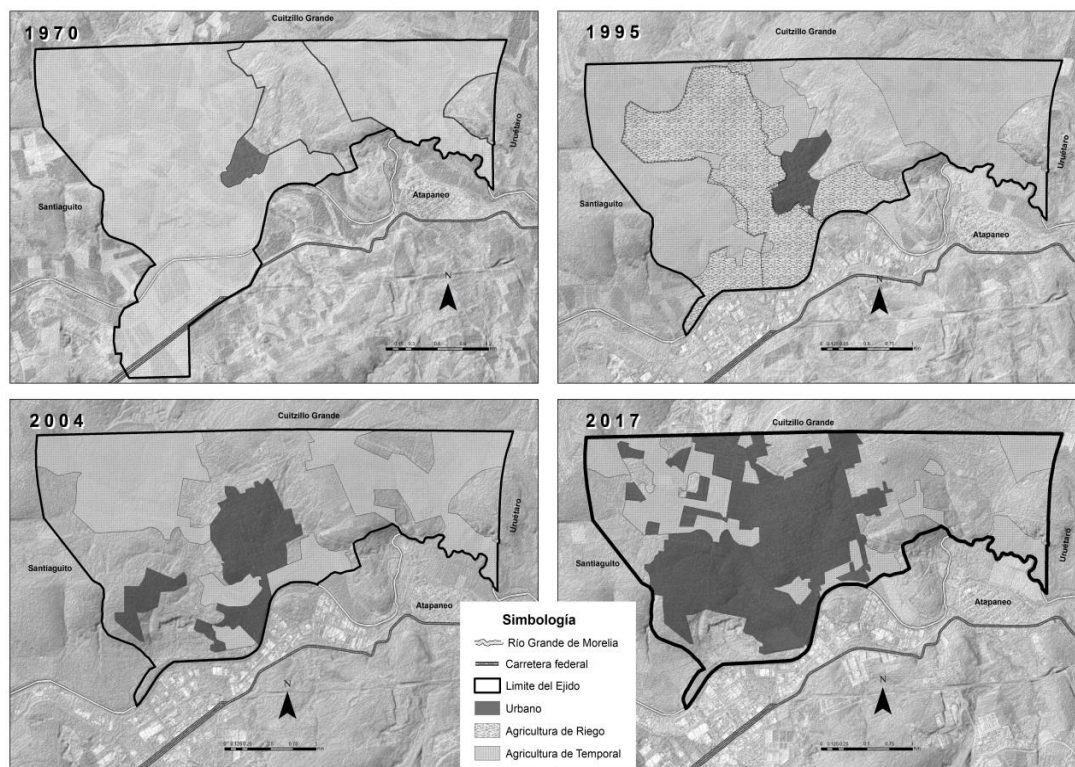 1970
Cuitzillo Grande
Uruétaro
Santiaguito
Atapaneo
N
1995
Cuitzillo Grande
Uruétaro
Santiaguito
Atapaneo
N
2004
Cuitzillo Grande
Uruétaro
Santiaguito
Atapaneo
N
2017
Cuitzillo Grande
Uruétaro
Santiaguito
Atapaneo
N
Simbología
Río Grande de Morelia
Carretera federal
Limite del Ejido
Urbano
Agricultura de Riego
Agricultura de Temporal